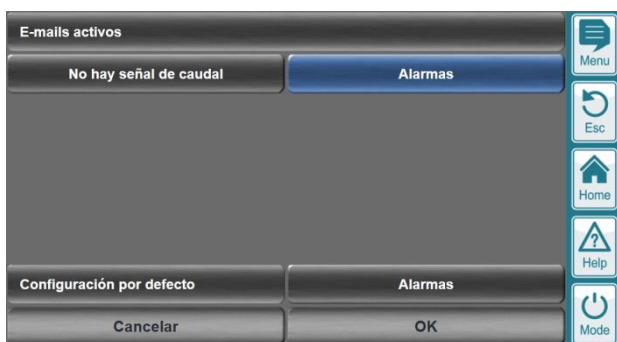 E-mails activos
Menu
No hay señal de caudal Alarmas
Esc
Home
Help
Configuración por defecto Alarmas
Cancelar OK
Mode